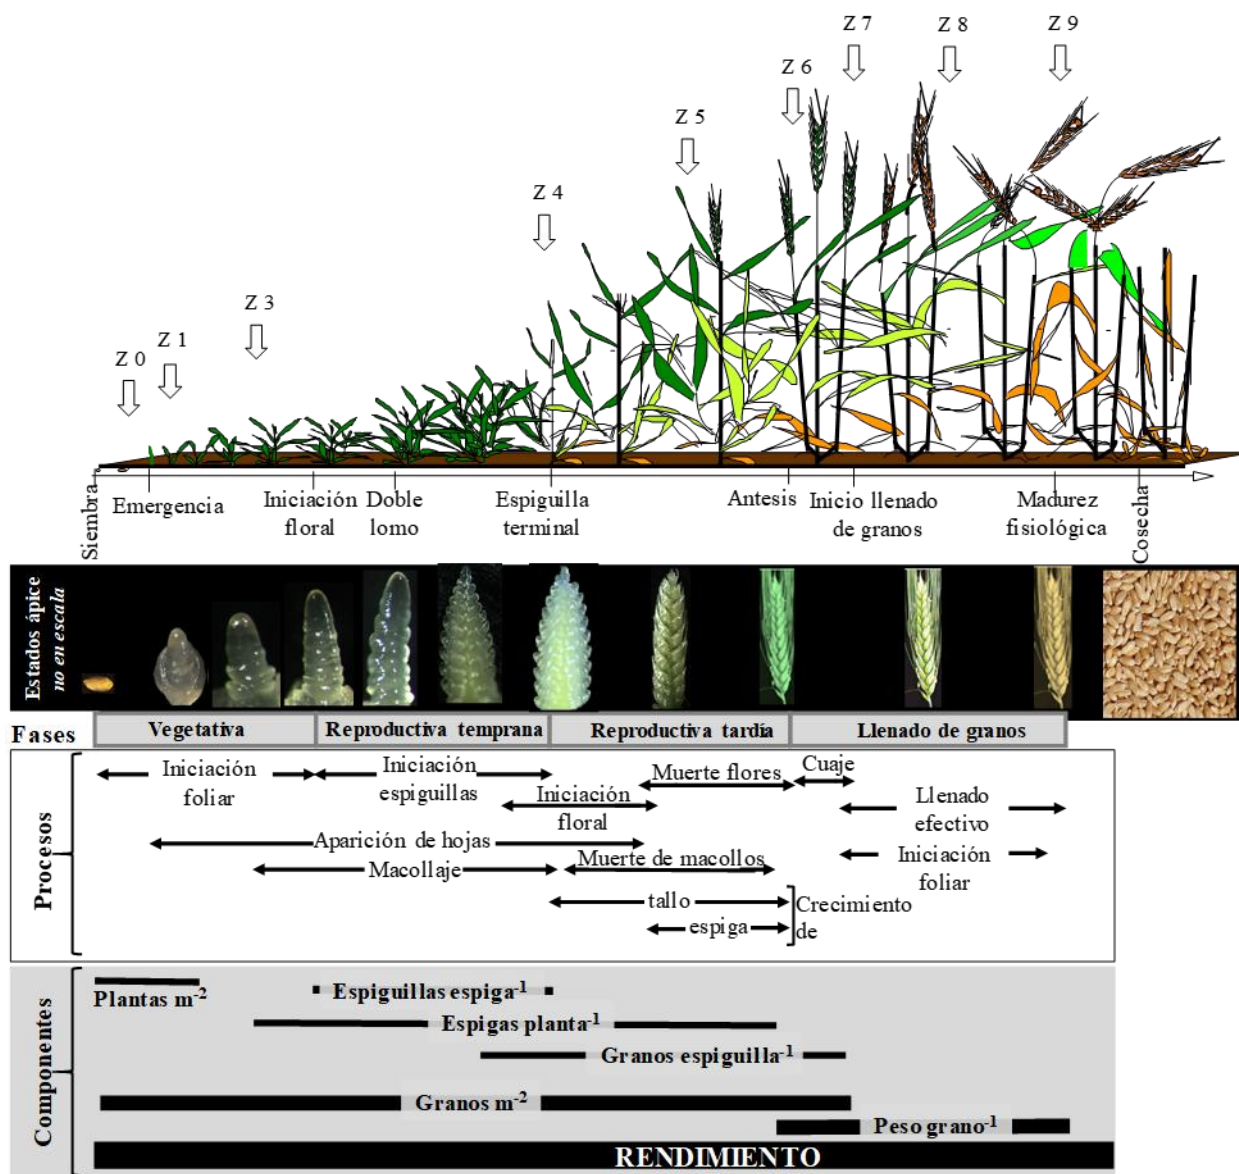 Z 0
Z 1
Z 3
Z 4
Z 5
Z 6
Z 7
Z 8
Z 9
Siembra
Emergencia
Iniciación
floral
Doble
lomo
Espiguilla
terminal
Antesis
Inicio llenado
de granos
Madurez
fisiológica
Cosecha
Estados ápice
no en escala
Fases
Vegetativa
Reproductiva temprana
Reproductiva tardía
Llenado de granos
Procesos
Iniciación
foliar
Iniciación
espiguillas
Muerte flores
Cuaje
Iniciación
floral
Llenado
efectivo
Aparición de hojas
Macollaje
Muerte de macollos
Iniciación
foliar
tallo
espiga
Crecimiento
de
Componentes
Plantas m-2
Espiguillas espiga-1
Espigas planta-1
Granos espiguilla-1
Granos m-2
Peso grano-1
RENDIMIENTO